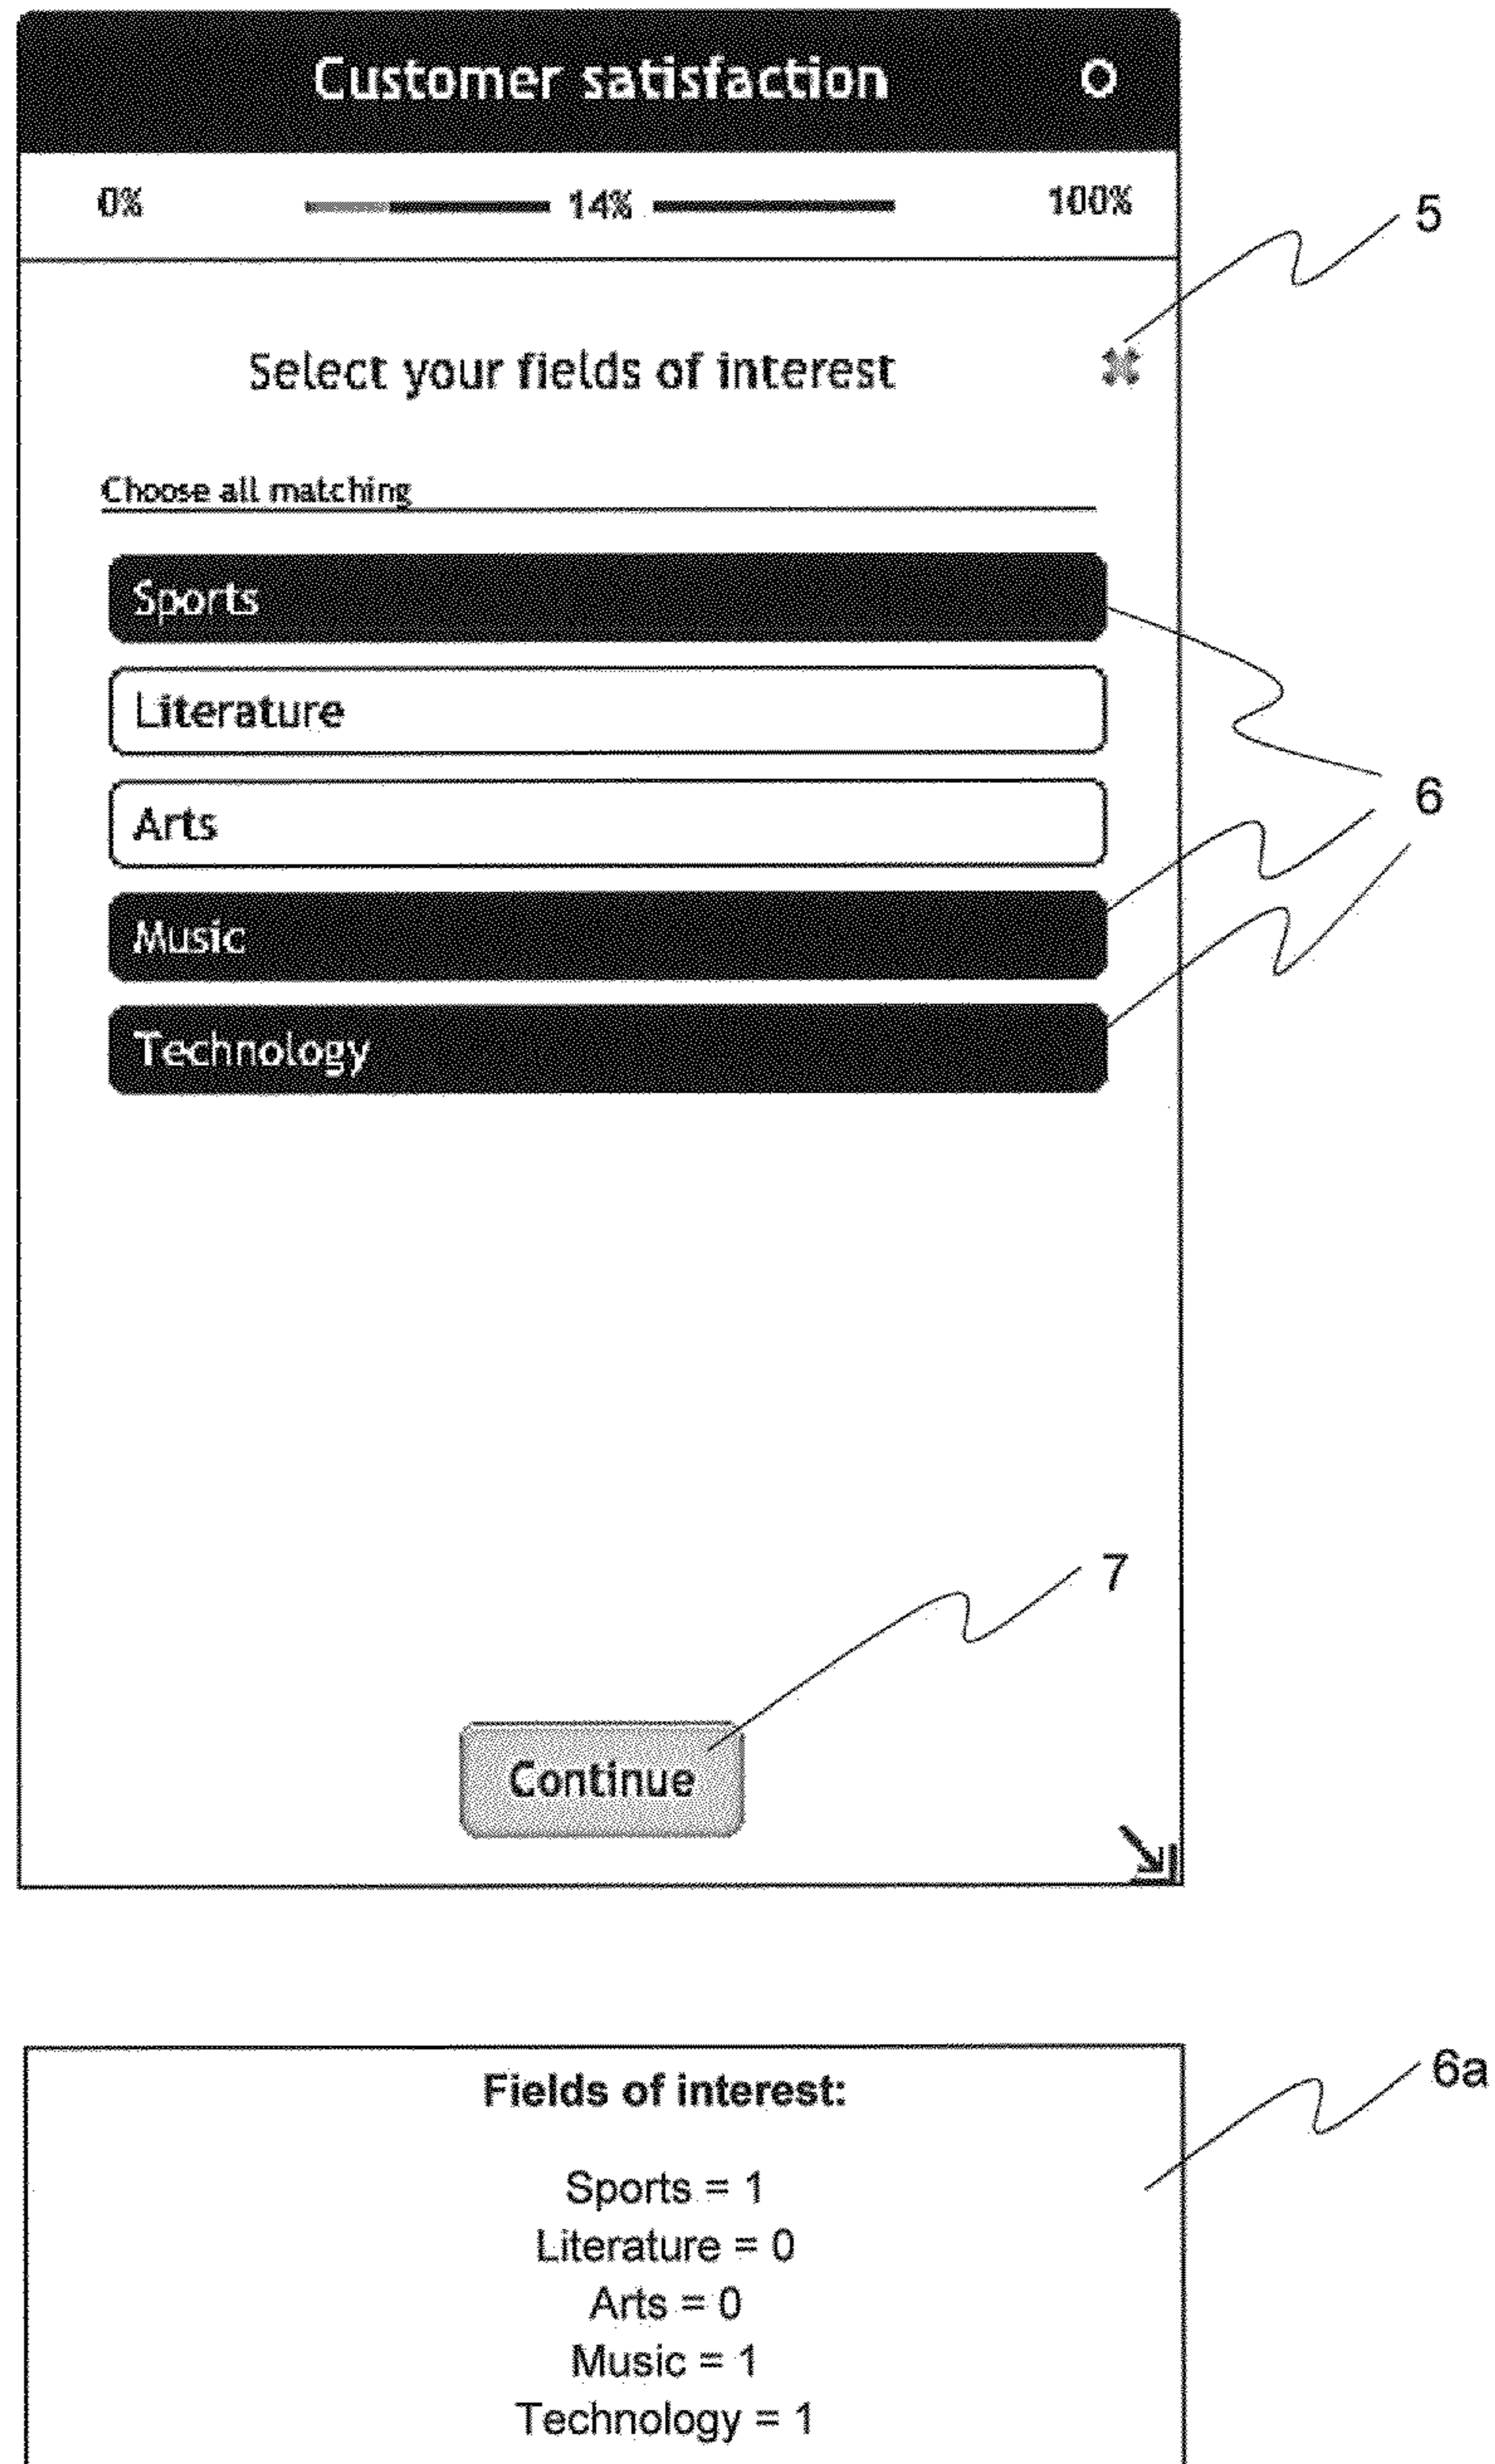 Customer satisfaction
0% 14% 100%
5
Select your fields of interest
Choose all matching
Sports
Literature
6
Arts
Music
Technology
7
Continue
6a
Fields of interest:
Sports = 1
Literature = 0
Arts = 0
Music = 1
Technology = 1